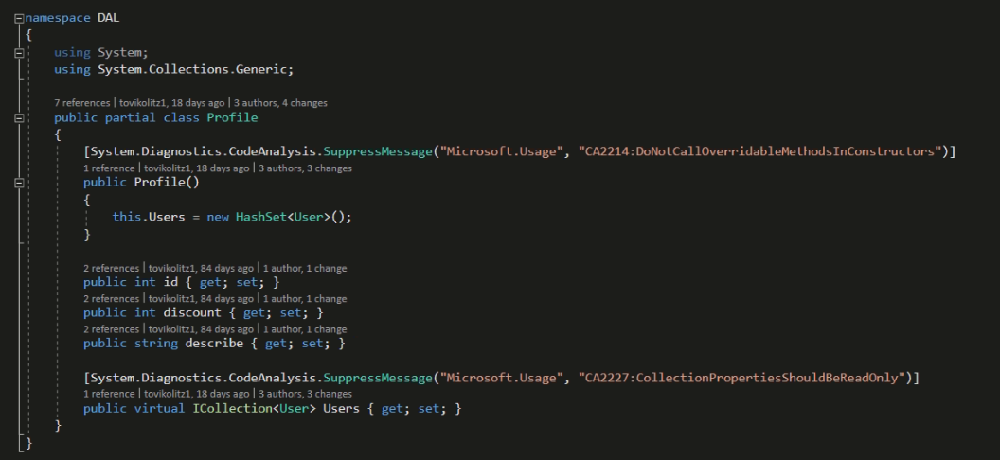 namespace DAL
{
using System;
using System.Collections.Generic;
7 references | tovikolitz1, 18 days ago | 3 authors, 4 changes
public partial class Profile
{
[System.Diagnostics.CodeAnalysis.SuppressMessage("Microsoft.Usage", "CA2214:DoNotCallOverridableMethodsInConstructors")]
1 reference | tovikolitz1, 18 days ago | 3 authors, 3 changes
public Profile()
{
this.Users = new HashSet<User>();
}
2 references | tovikolitz1, 84 days ago | 1 author, 1 change
public int id { get; set; }
2 references | tovikolitz1, 84 days ago | 1 author, 1 change
public int discount { get; set; }
2 references | tovikolitz1, 84 days ago | 1 author, 1 change
public string describe { get; set; }
[System.Diagnostics.CodeAnalysis.SuppressMessage("Microsoft.Usage", "CA2227:CollectionPropertiesShouldBeReadOnly")]
1 reference | tovikolitz1, 18 days ago | 3 authors, 3 changes
public virtual ICollection<User> Users { get; set; }
}
}